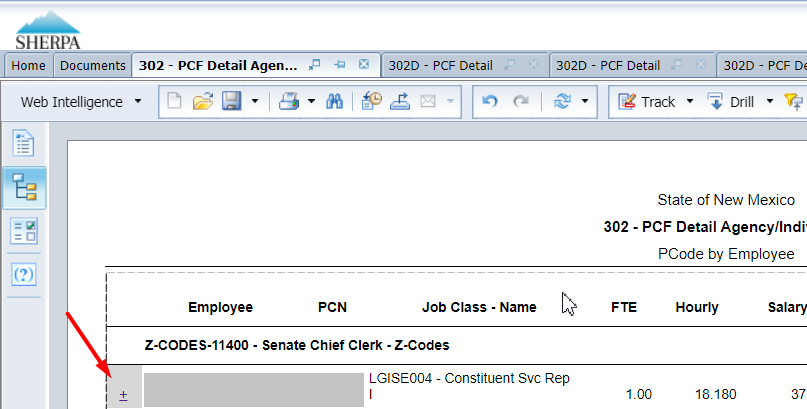 SHERPA
Home Documents 302 - PCF Detail Agen... 302D - PCF Detail 302D - PCF Detail 302D - PCF De
Web Intelligence Track Drill
State of New Mexico
302 - PCF Detail Agency/Indiv
PCode by Employee
Employee PCN Job Class - Name FTE Hourly Salary
Z-CODES-11400 - Senate Chief Clerk - Z-Codes
LGISE004 - Constituent Svc Rep
+ I 1.00 18.180 37